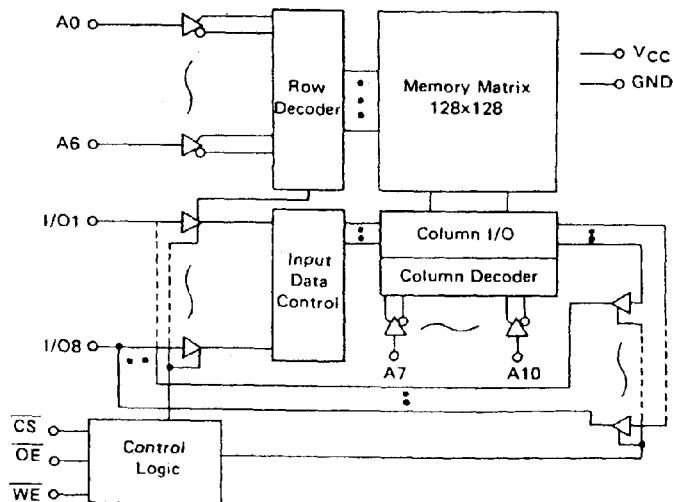 A0
A6
Row
Decoder
Memory Matrix
128x128
VCC
GND
I/O1
I/O8
Input
Data
Control
Column I/O
Column Decoder
A7
A10
CS
OE
WE
Control
Logic